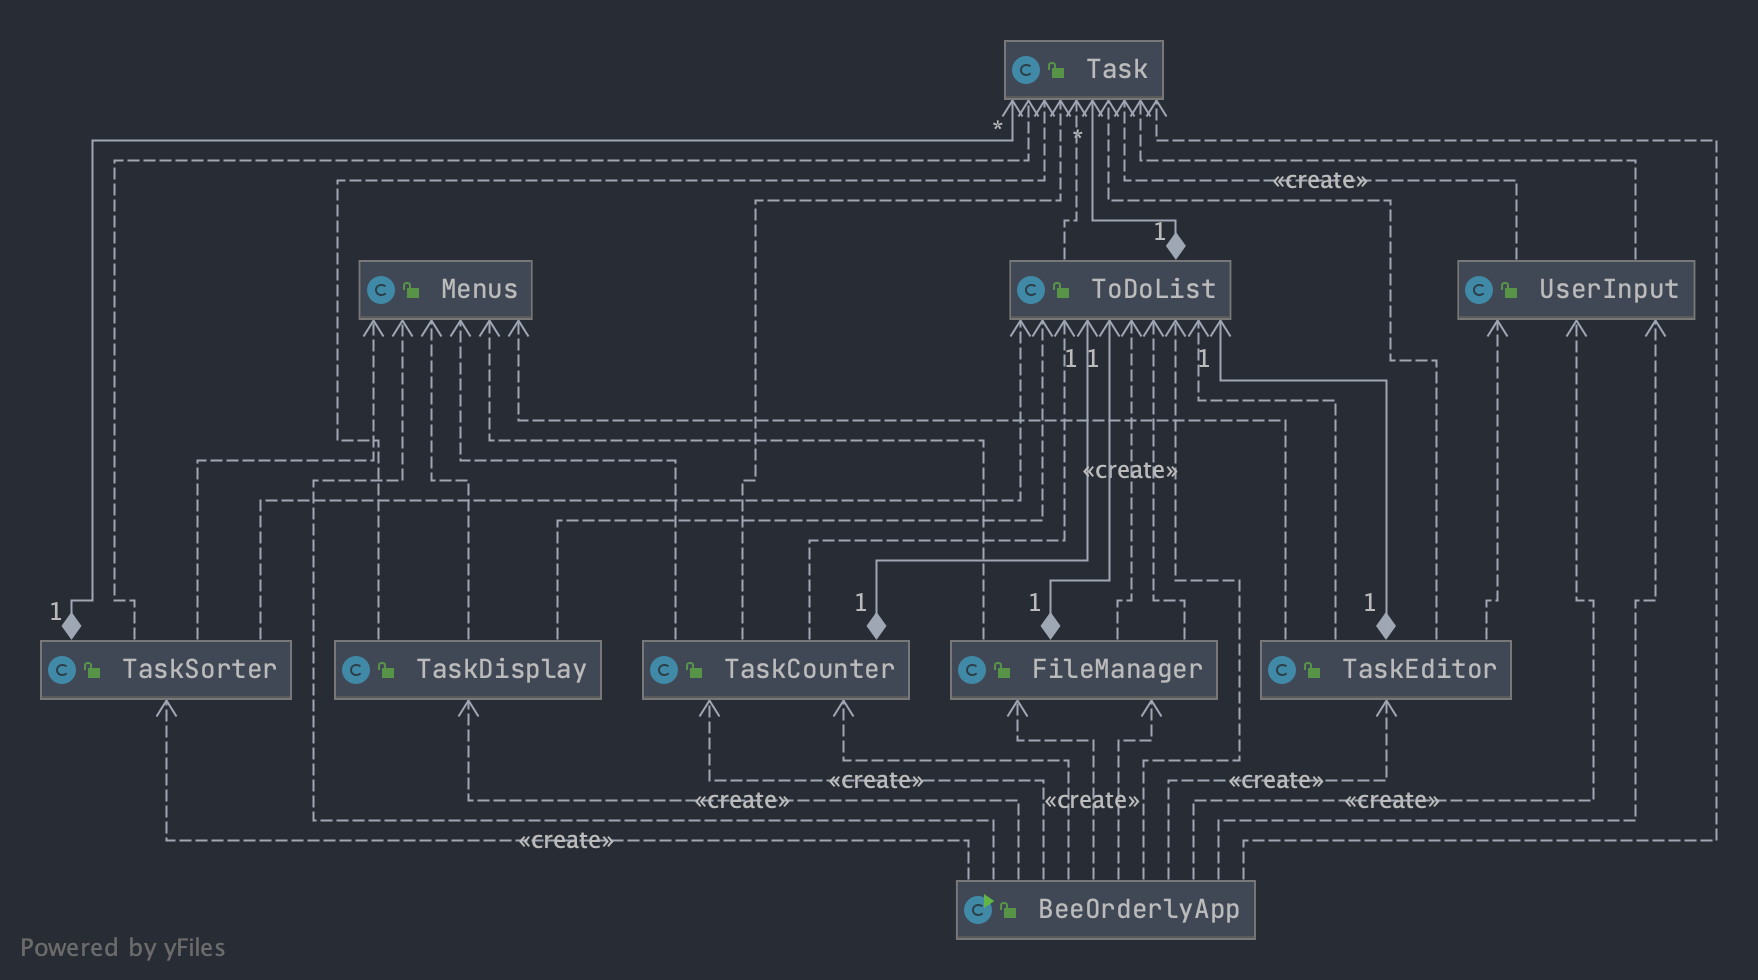 C Task
*
*
«create»
1
C Menus
C ToDoList
C UserInput
1 1
1
«create»
1
1
1
1
C TaskSorter
C TaskDisplay
C TaskCounter
C FileManager
C TaskEditor
«create»
«create»
«create»
«create»
«create»
«create»
C BeeOrderlyApp
Powered by yFiles